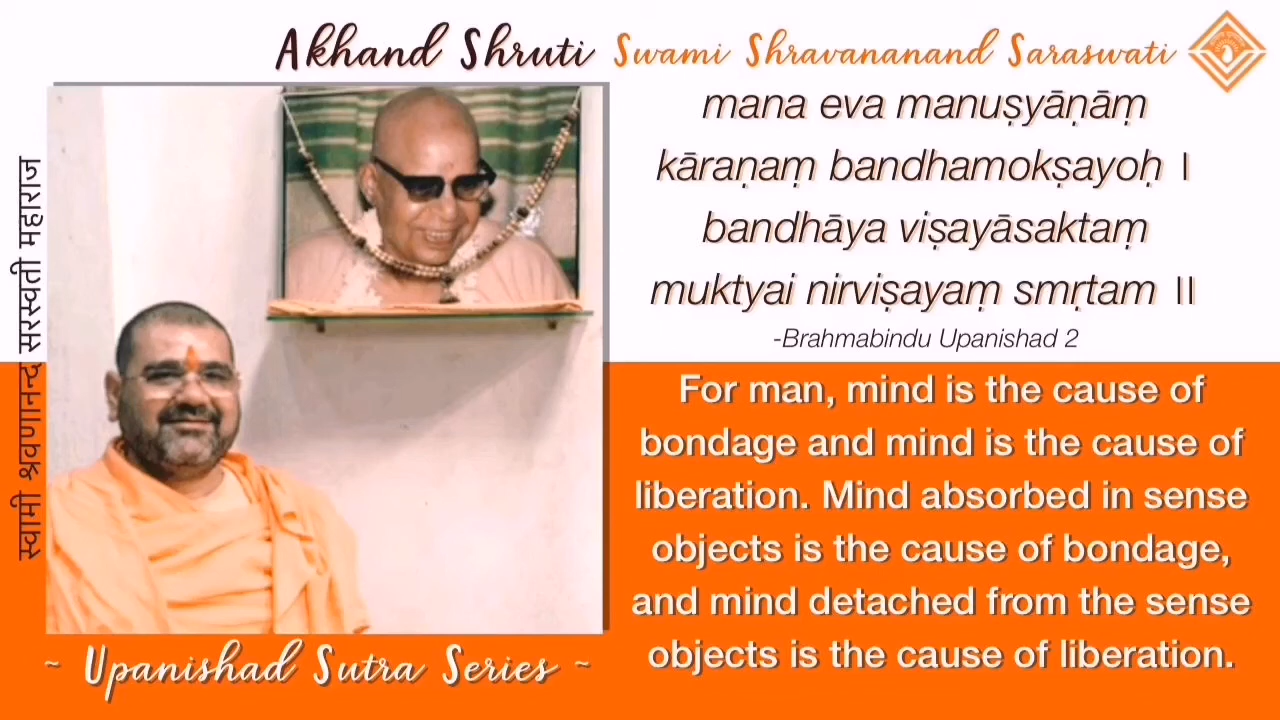 Akhand Shruti Swami Shravananand Saraswati
स्वामी श्रवणानन्द सरस्वती महाराज
mana eva manuṣyāṇāṃ
kāraṇaṃ bandhamokṣayoḥ ।
bandhāya viṣayāsaktaṃ
muktyai nirviṣayaṃ smṛtam ॥
-Brahmabindu Upanishad 2
For man, mind is the cause of
bondage and mind is the cause of
liberation. Mind absorbed in sense
objects is the cause of bondage,
and mind detached from the sense
objects is the cause of liberation.
~ Upanishad Sutra Series ~